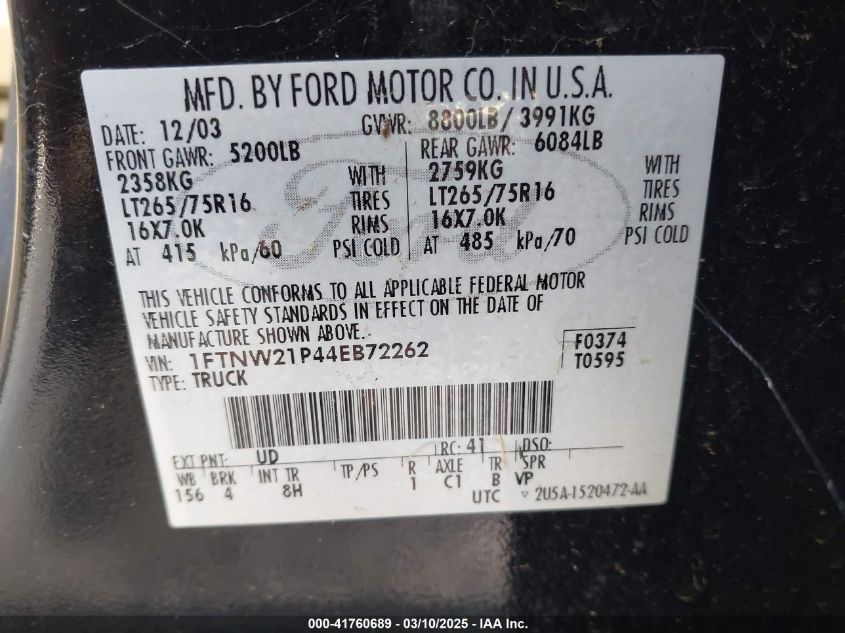 MFD. BY FORD MOTOR CO. IN U.S.A.
DATE: 12/03 GVWR: 8800LB / 3991KG
FRONT GAWR: 5200LB REAR GAWR: 6084LB
2358KG WITH 2759KG WITH
LT265/75R16 TIRES LT265/75R16 TIRES
16X7.0K RIMS 16X7.0K RIMS
AT 415 kPa/60 PSI COLD AT 485 kPa/70 PSI COLD
Ford
THIS VEHICLE CONFORMS TO ALL APPLICABLE FEDERAL MOTOR
VEHICLE SAFETY STANDARDS IN EFFECT ON THE DATE OF
MANUFACTURE SHOWN ABOVE.
VIN: 1FTNW21P44EB72262 F0374
TYPE: TRUCK T0595
EXT PNT: UD RC: 41 DSO:
WB BRK INT TR TP/PS R AXLE TR SPR
156 4 8H 1 C1 B VP
UTC ▽ 2U5A-1520472-AA
000-41760689 - 03/10/2025 - IAA Inc.